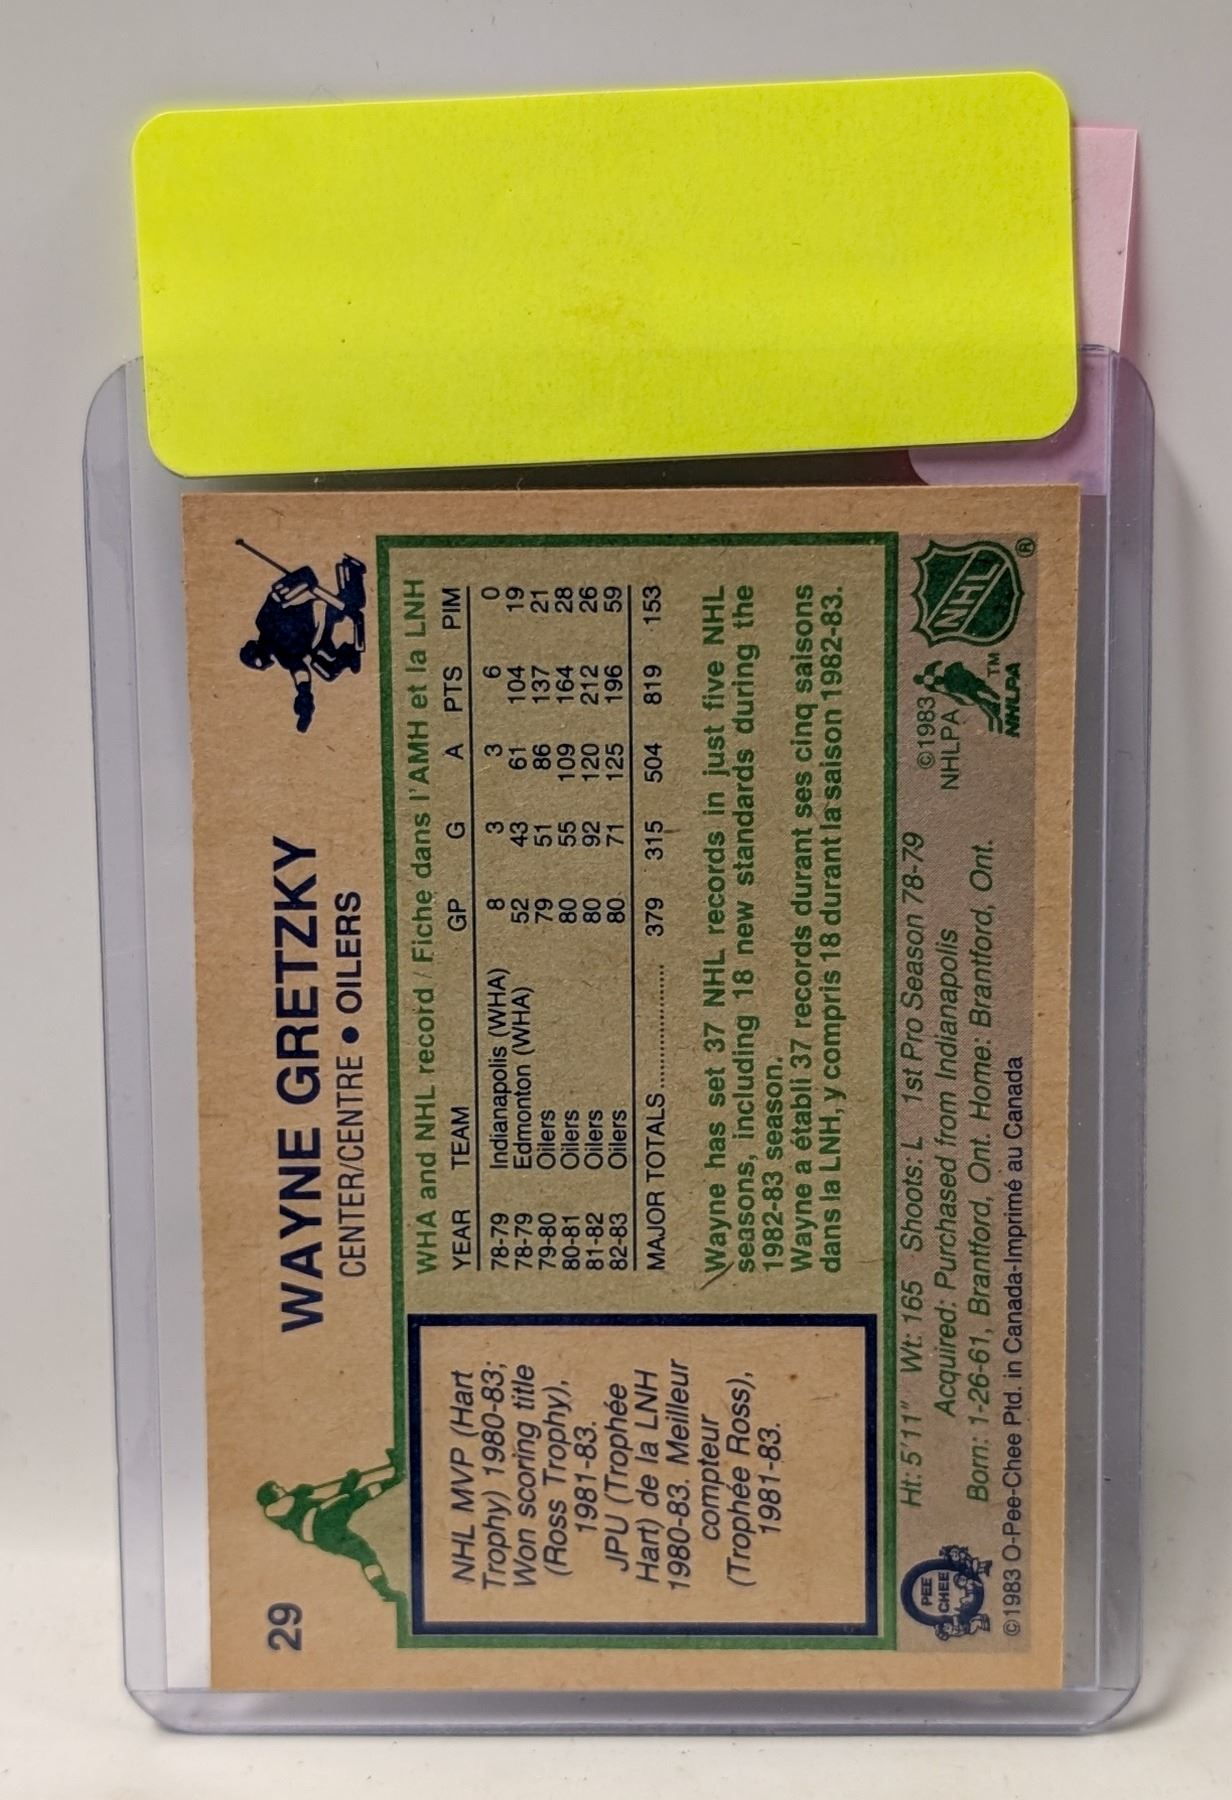 29
WAYNE GRETZKY
CENTER/CENTRE • OILERS
NHL MVP (Hart
Trophy) 1980-83;
Won scoring title
(Ross Trophy),
1981-83.
JPU (Trophée
Hart) de la LNH
1980-83. Meilleur
compteur
(Trophée Ross),
1981-83.
WHA and NHL record / Fiche dans l'AMH et la LNH
YEAR TEAM GP G A PTS PIM
78-79 Indianapolis (WHA) 8 3 3 6 0
78-79 Edmonton (WHA) 52 43 61 104 19
79-80 Oilers 79 51 86 137 21
80-81 Oilers 80 55 109 164 28
81-82 Oilers 80 92 120 212 26
82-83 Oilers 80 71 125 196 59
MAJOR TOTALS .................... 379 315 504 819 153
Wayne has set 37 NHL records in just five NHL
seasons, including 18 new standards during the
1982-83 season.
Wayne a établi 37 records durant ses cinq saisons
dans la LNH, y compris 18 durant la saison 1982-83.
Ht: 5'11" Wt: 165 Shoots: L 1st Pro Season 78-79
Acquired: Purchased from Indianapolis
Born: 1-26-61, Brantford, Ont. Home: Brantford, Ont.
©1983 O-Pee-Chee Ptd. in Canada-Imprimé au Canada
PEE
CHEE
©1983
NHLPA
NHLPA
TM
NHL
®